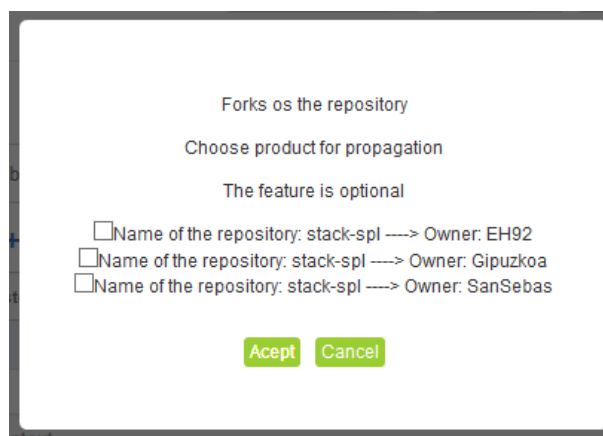 Forks os the repository
Choose product for propagation
The feature is optional
Name of the repository: stack-spl ----> Owner: EH92
Name of the repository: stack-spl ----> Owner: Gipuzkoa
Name of the repository: stack-spl ----> Owner: SanSebas
Acept Cancel